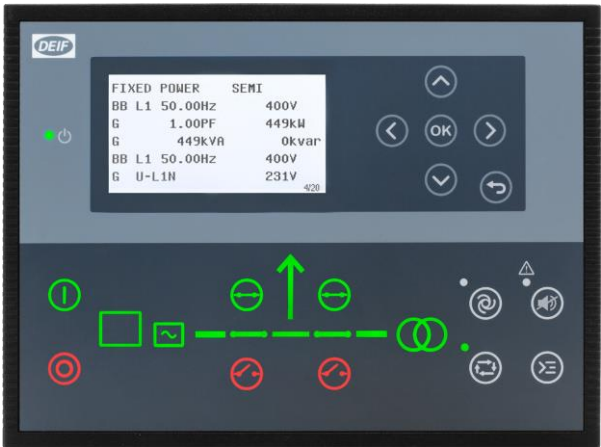 DEIF
FIXED POWER SEMI
BB L1 50.00Hz 400V
G 1.00PF 449kW
G 449kVA 0kvar
BB L1 50.00Hz 400V
G U-L1N 231V
4/20
OK